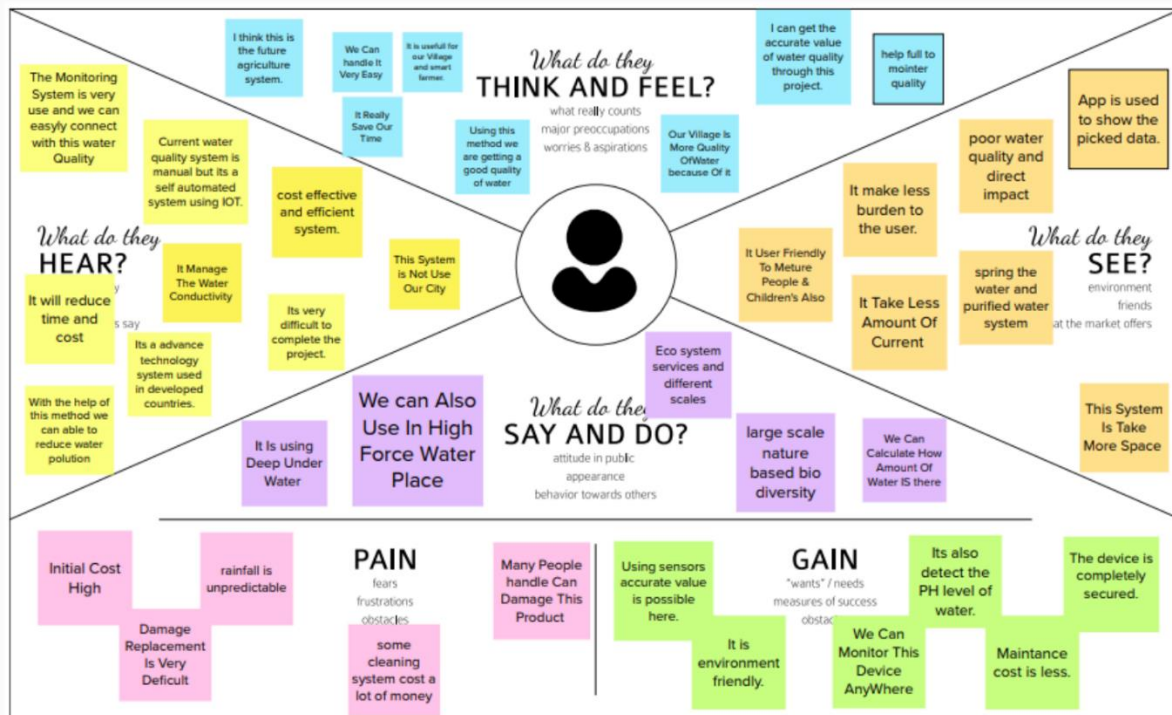 What do they
THINK AND FEEL?
what really counts
major preoccupations
worries & aspirations
I think this is
the future
agriculture
system.
We Can
handle It
Very Easy
It is usefull for
our Village
and smart
farmer.
It Really
Save Our
Time
Using this
method we
are getting a
good quality
of water
I can get the
accurate value
of water quality
through this
project.
help full to
mointer
quality
Our Village Is
More Quality
OfWater
because Of it
What do they
HEAR?
s say
The Monitoring
System is very
use and we can
easyly connect
with this water
Quality
Current water
quality system is
manual but its a
self automated
system using IOT.
cost effective
and efficient
system.
It Manage
The Water
Conductivity
This System
is Not Use
Our City
It will reduce
time and
cost
Its very
difficult to
complete the
project.
Its a advance
technology
system used
in developed
countries.
With the help of
this method we
can able to
reduce water
polution
What do they
SEE?
environment
friends
at the market offers
App is used
to show the
picked data.
poor water
quality and
direct
impact
It make less
burden to
the user.
It User Friendly
To Meture
People &
Children's Also
spring the
water and
purified water
system
It Take Less
Amount Of
Current
This System
Is Take
More Space
What do they
SAY AND DO?
attitude in public
appearance
behavior towards others
Eco system
services and
different
scales
We can Also
Use In High
Force Water
Place
It Is using
Deep Under
Water
large scale
nature
based bio
diversity
We Can
Calculate How
Amount Of
Water IS there
PAIN
fears
frustrations
obstacles
Initial Cost
High
rainfall is
unpredictable
Damage
Replacement
Is Very
Deficult
some
cleaning
system cost a
lot of money
Many People
handle Can
Damage This
Product
GAIN
"wants" / needs
measures of success
obstac
Using sensors
accurate value
is possible
here.
It is
environment
friendly.
We Can
Monitor This
Device
AnyWhere
Its also
detect the
PH level of
water.
Maintance
cost is less.
The device is
completely
secured.